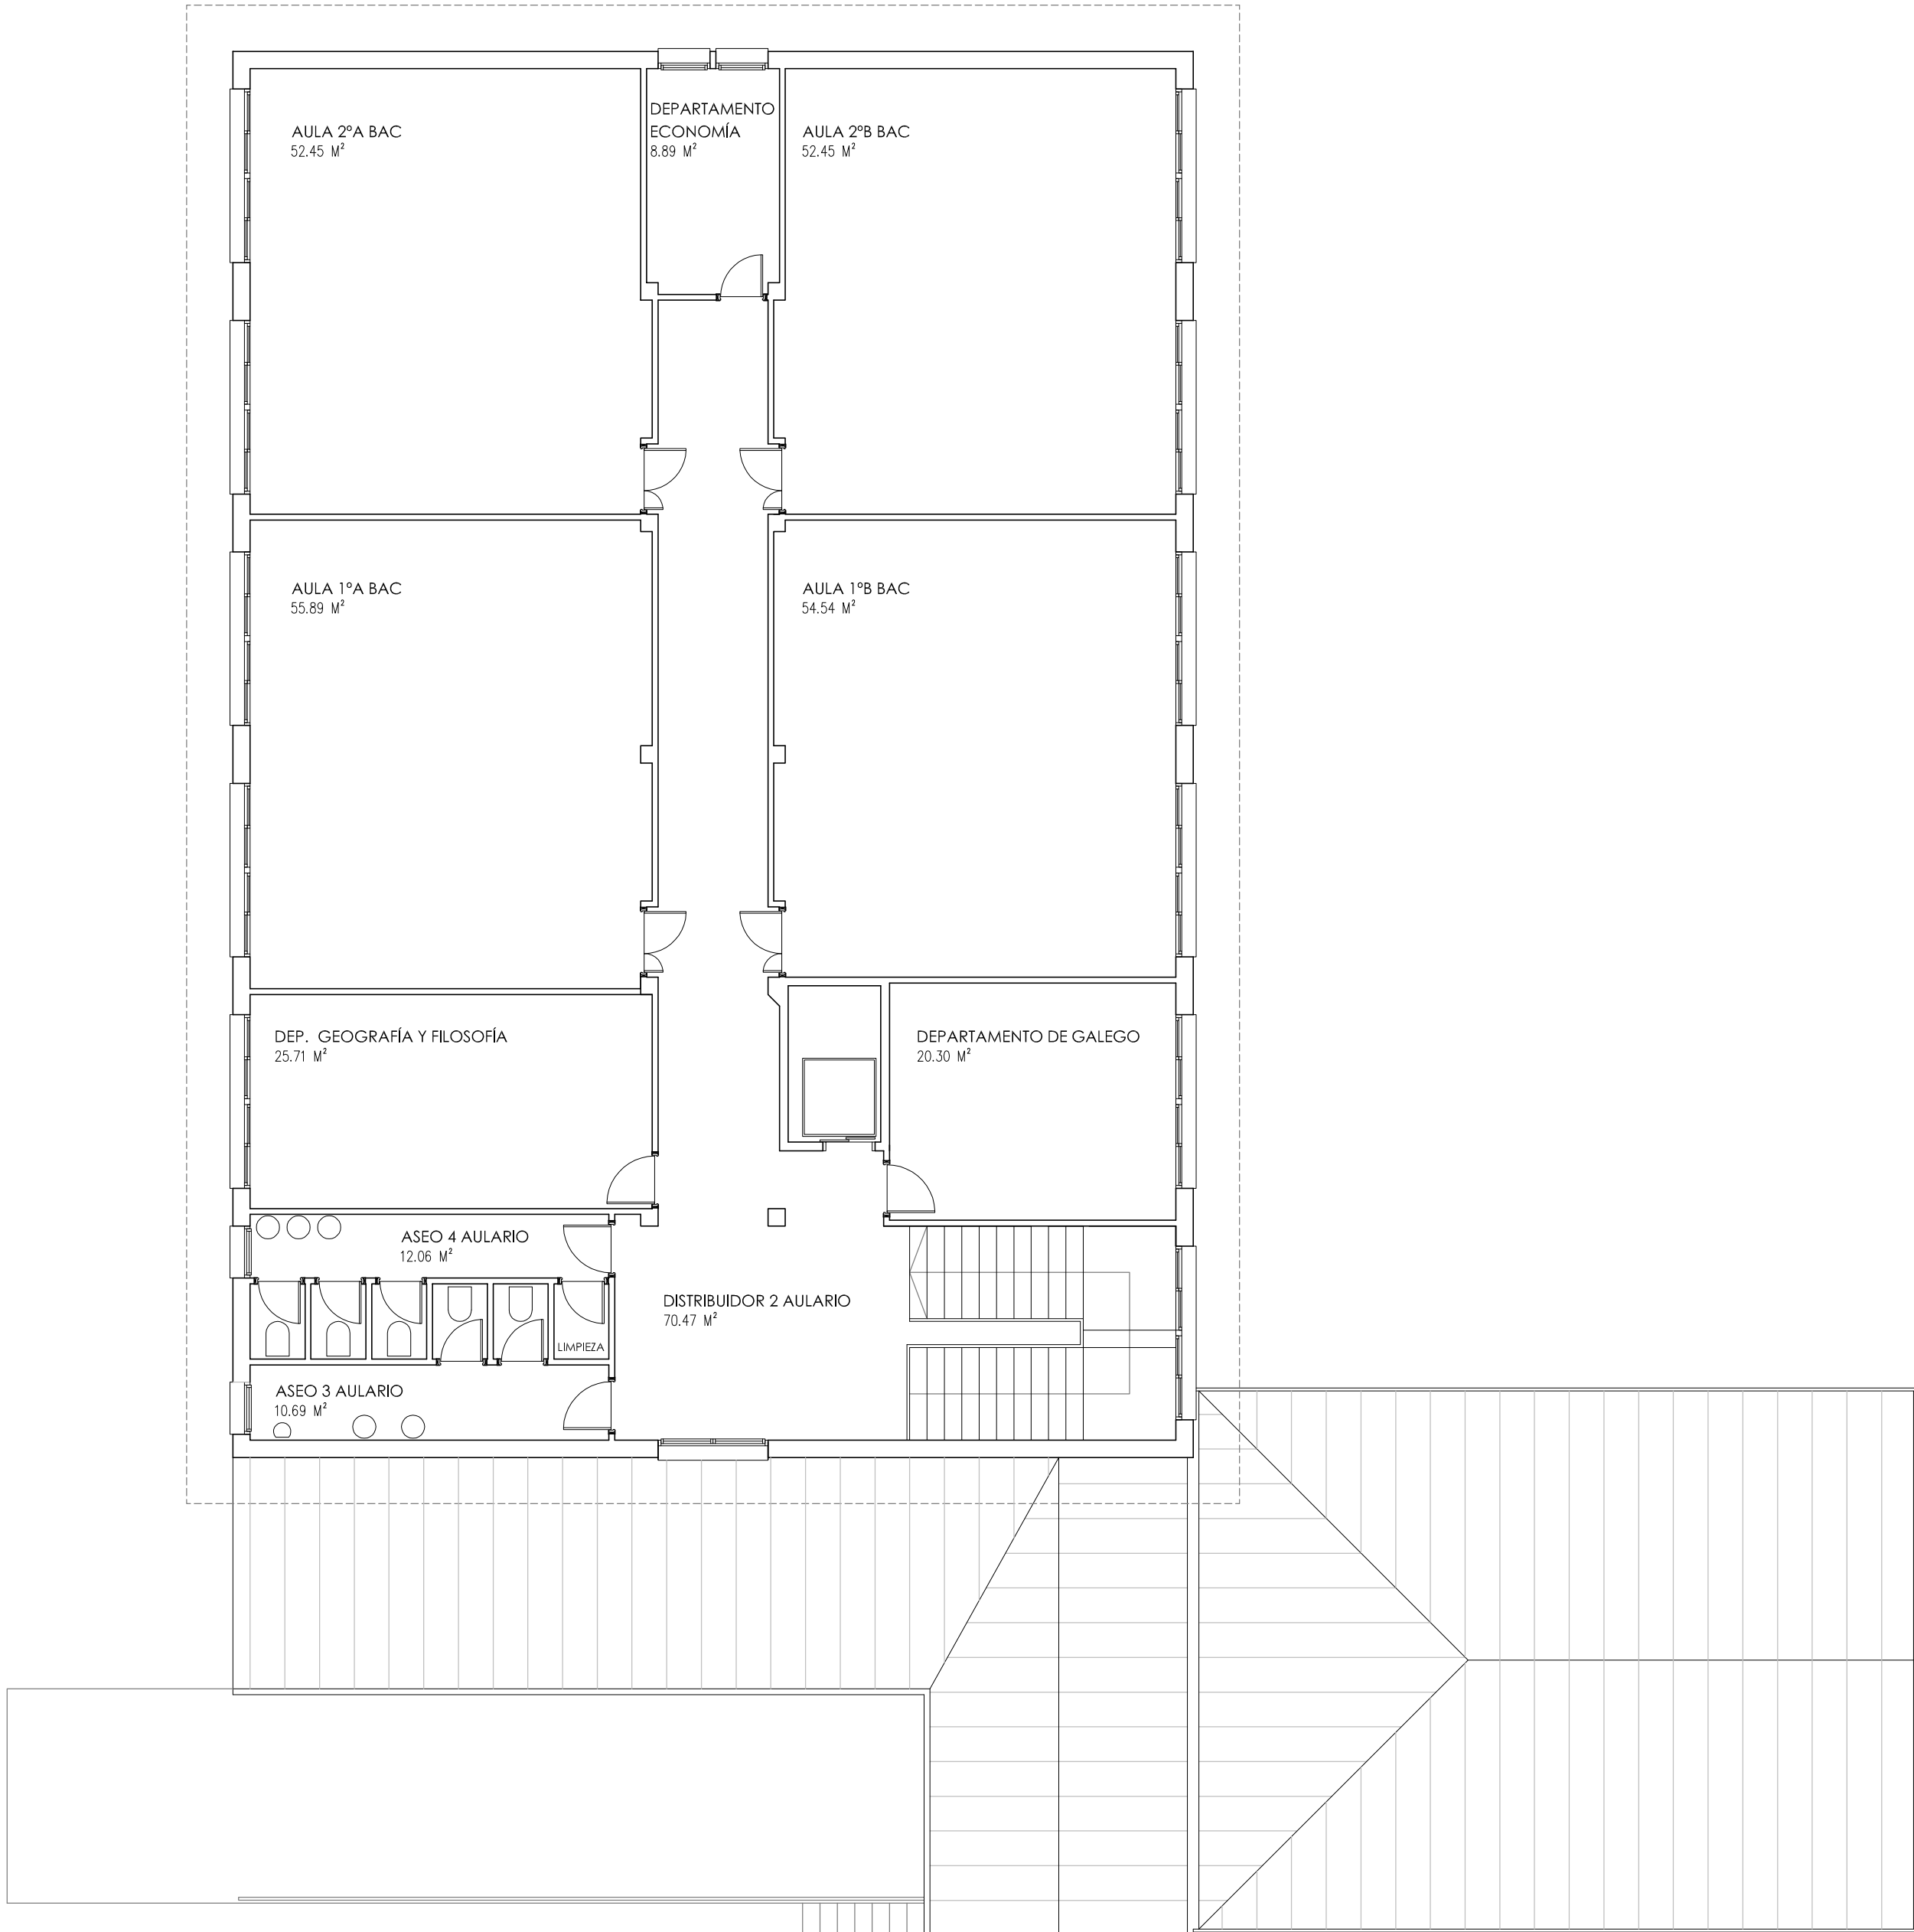 AULA 2ºA BAC
52.45 M²
DEPARTAMENTO
ECONOMÍA
8.89 M²
AULA 2ºB BAC
52.45 M²
AULA 1ºA BAC
55.89 M²
AULA 1ºB BAC
54.54 M²
DEP. GEOGRAFÍA Y FILOSOFÍA
25.71 M²
DEPARTAMENTO DE GALEGO
20.30 M²
ASEO 4 AULARIO
12.06 M²
DISTRIBUIDOR 2 AULARIO
70.47 M²
LIMPIEZA
ASEO 3 AULARIO
10.69 M²